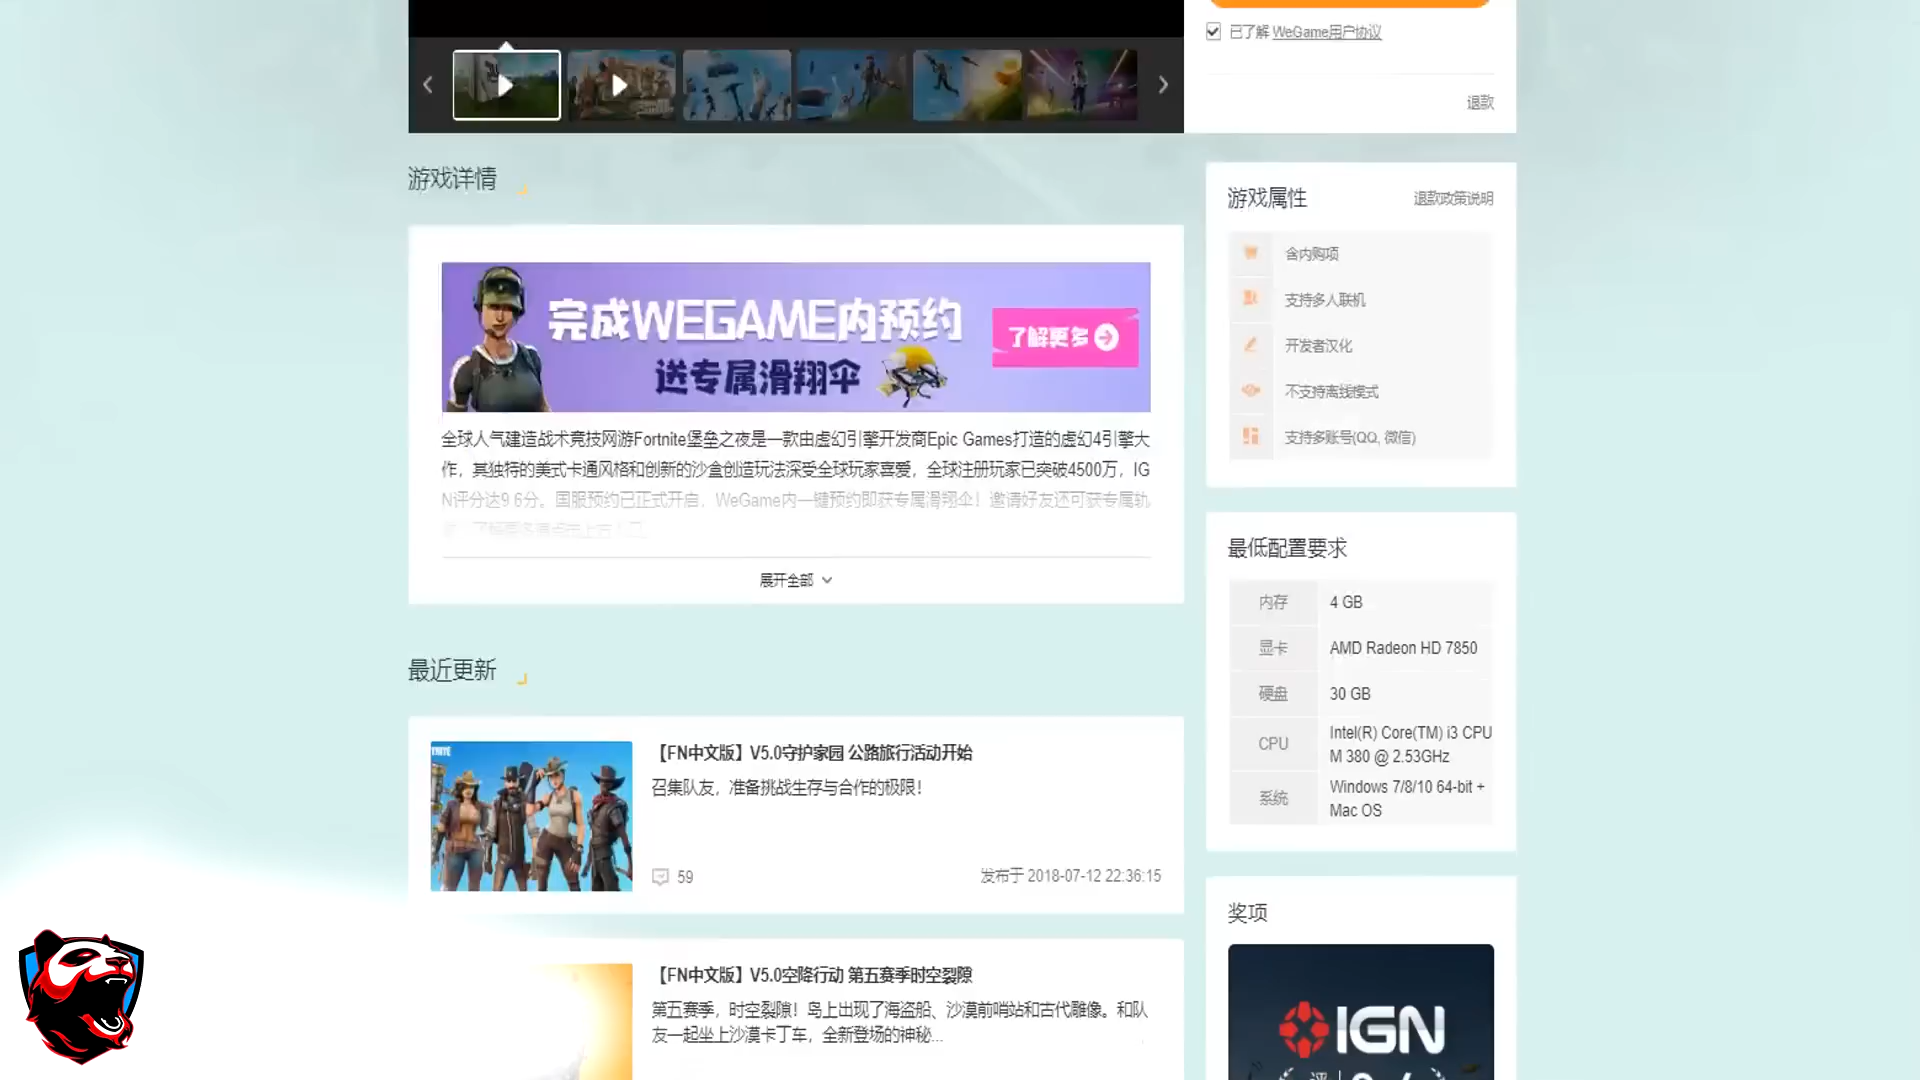 已了解 WeGame用户协议
退款
游戏详情
完成WEGAME内预约
送专属滑翔伞
了解更多
全球人气建造战术竞技网游Fortnite堡垒之夜是一款由虚幻引擎开发商Epic Games打造的虚幻4引擎大
作，其独特的美式卡通风格和创新的沙盒创造玩法深受全球玩家喜爱，全球注册玩家已突破4500万，IG
N评分达9.6分。国服预约已正式开启，WeGame内一键预约即获专属滑翔伞！邀请好友还可获专属轨
展开全部
最近更新
【FN中文版】V5.0守护家园 公路旅行活动开始
召集队友，准备挑战生存与合作的极限！
59
发布于 2018-07-12 22:36:15
【FN中文版】V5.0空降行动 第五赛季时空裂隙
第五赛季，时空裂隙！岛上出现了海盗船、沙漠前哨站和古代雕像。和队
友一起坐上沙漠卡丁车，全新登场的神秘...
游戏属性
退款政策说明
含内购项
支持多人联机
开发者汉化
不支持离线模式
支持多账号(QQ, 微信)
最低配置要求
内存 4 GB
显卡 AMD Radeon HD 7850
硬盘 30 GB
CPU Intel(R) Core(TM) i3 CPU
M 380 @ 2.53GHz
系统 Windows 7/8/10 64-bit +
Mac OS
奖项
IGN